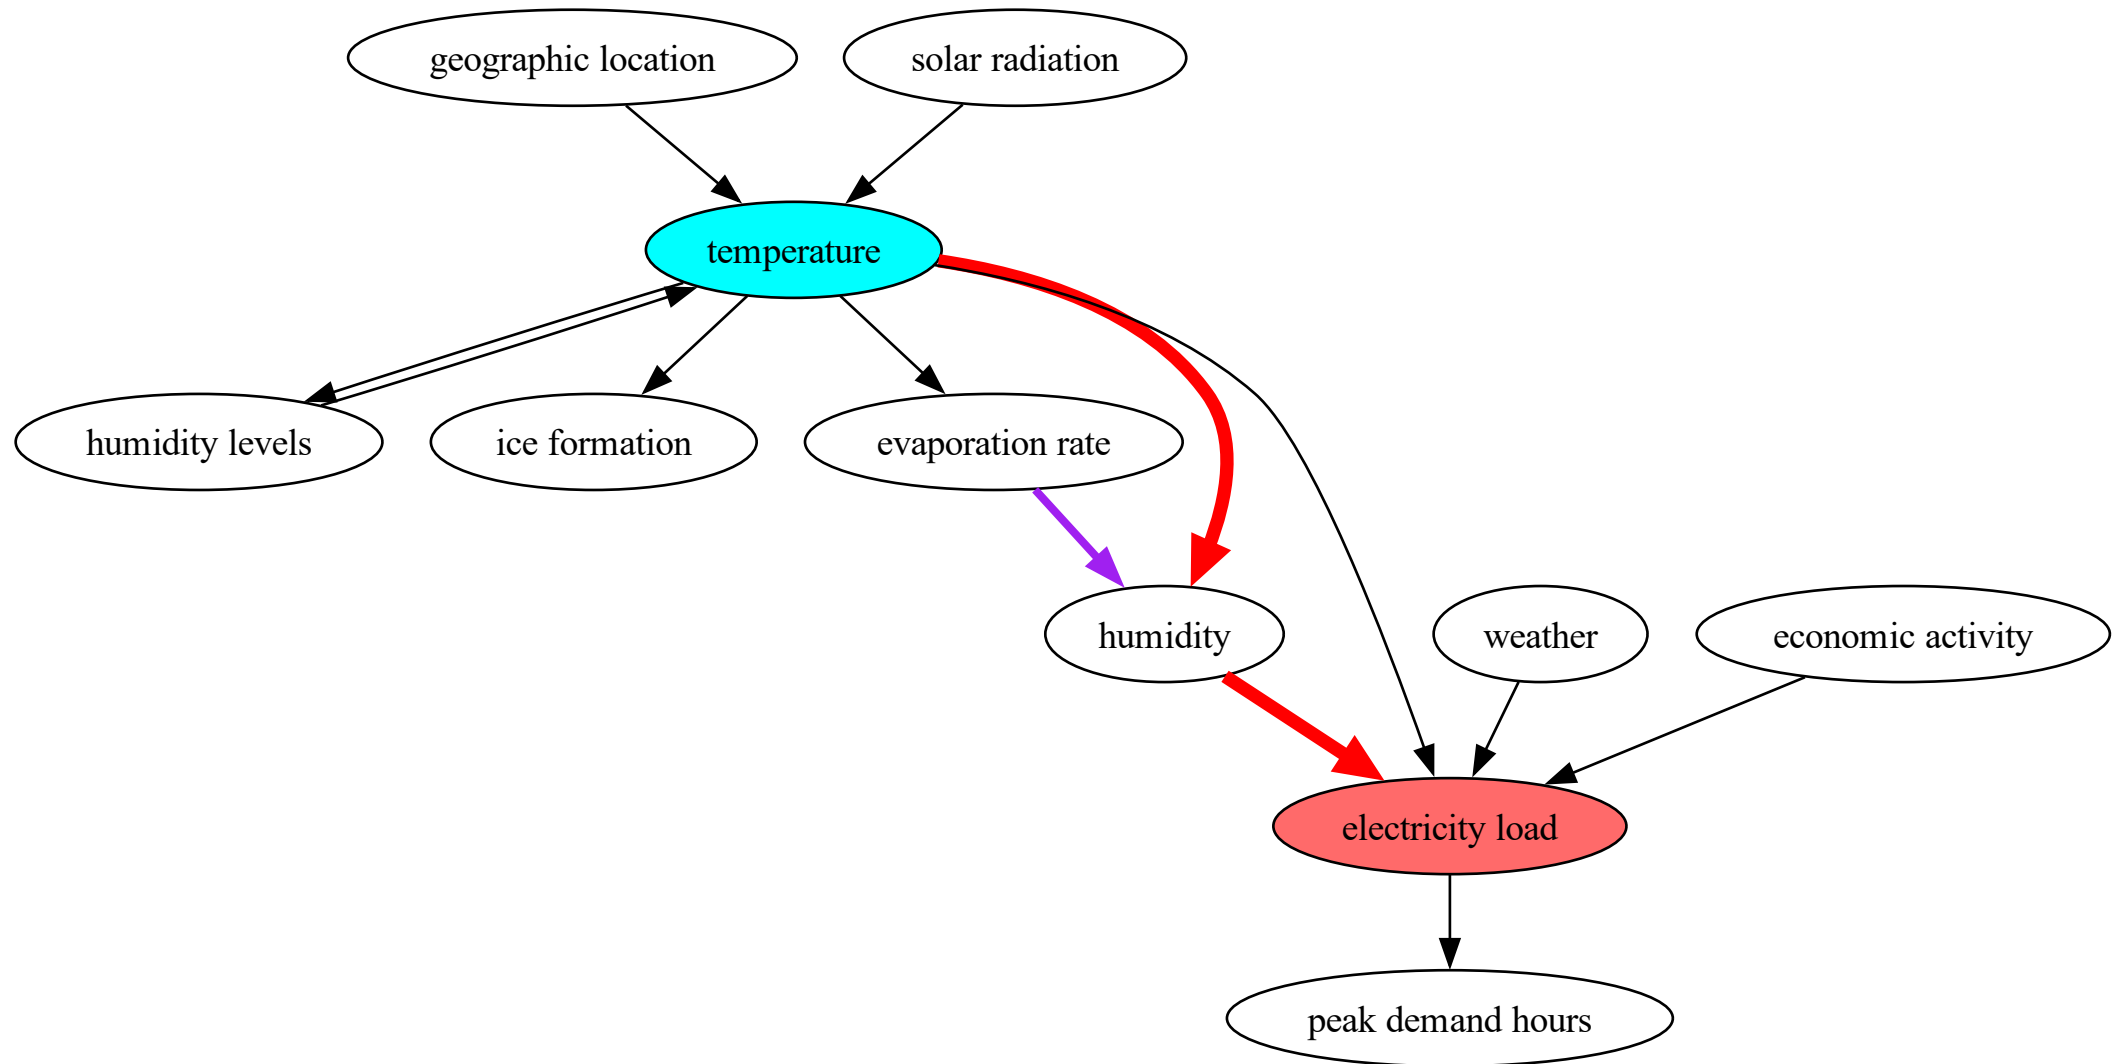 geographic location
solar radiation
temperature
humidity levels
ice formation
evaporation rate
humidity
weather
economic activity
electricity load
peak demand hours